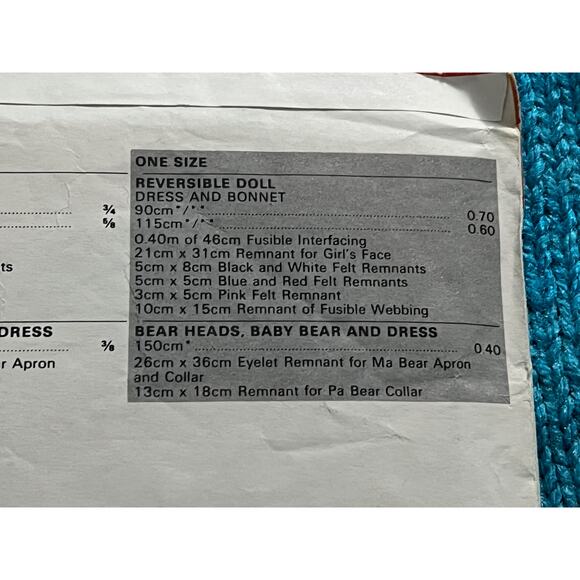 ONE SIZE
REVERSIBLE DOLL
DRESS AND BONNET
90cm*/** 0.70
¾
115cm*/** 0.60
⅝
0.40m of 46cm Fusible Interfacing
21cm x 31cm Remnant for Girl's Face
ts
5cm x 8cm Black and White Felt Remnants
5cm x 5cm Blue and Red Felt Remnants
3cm x 5cm Pink Felt Remnant
10cm x 15cm Remnant of Fusible Webbing
DRESS
BEAR HEADS, BABY BEAR AND DRESS
⅜
150cm* 0.40
r Apron
26cm x 36cm Eyelet Remnant for Ma Bear Apron
and Collar
13cm x 18cm Remnant for Pa Bear Collar